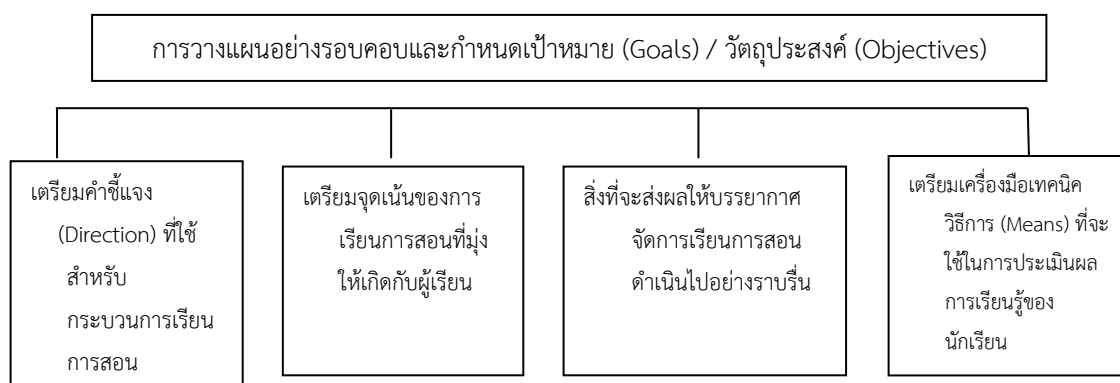 การวางแผนอย่างรอบคอบและกำหนดเป้าหมาย (Goals) / วัตถุประสงค์ (Objectives)
เตรียมคำชี้แจง
(Direction) ที่ใช้
สำหรับ
กระบวนการเรียน
การสอน
เตรียมจุดเน้นของการ
เรียนการสอนที่มุ่ง
ให้เกิดกับผู้เรียน
สิ่งที่จะส่งผลให้บรรยากาศ
จัดการเรียนการสอน
ดำเนินไปอย่างราบรื่น
เตรียมเครื่องมือเทคนิค
วิธีการ (Means) ที่จะ
ใช้ในการประเมินผล
การเรียนรู้ของ
นักเรียน